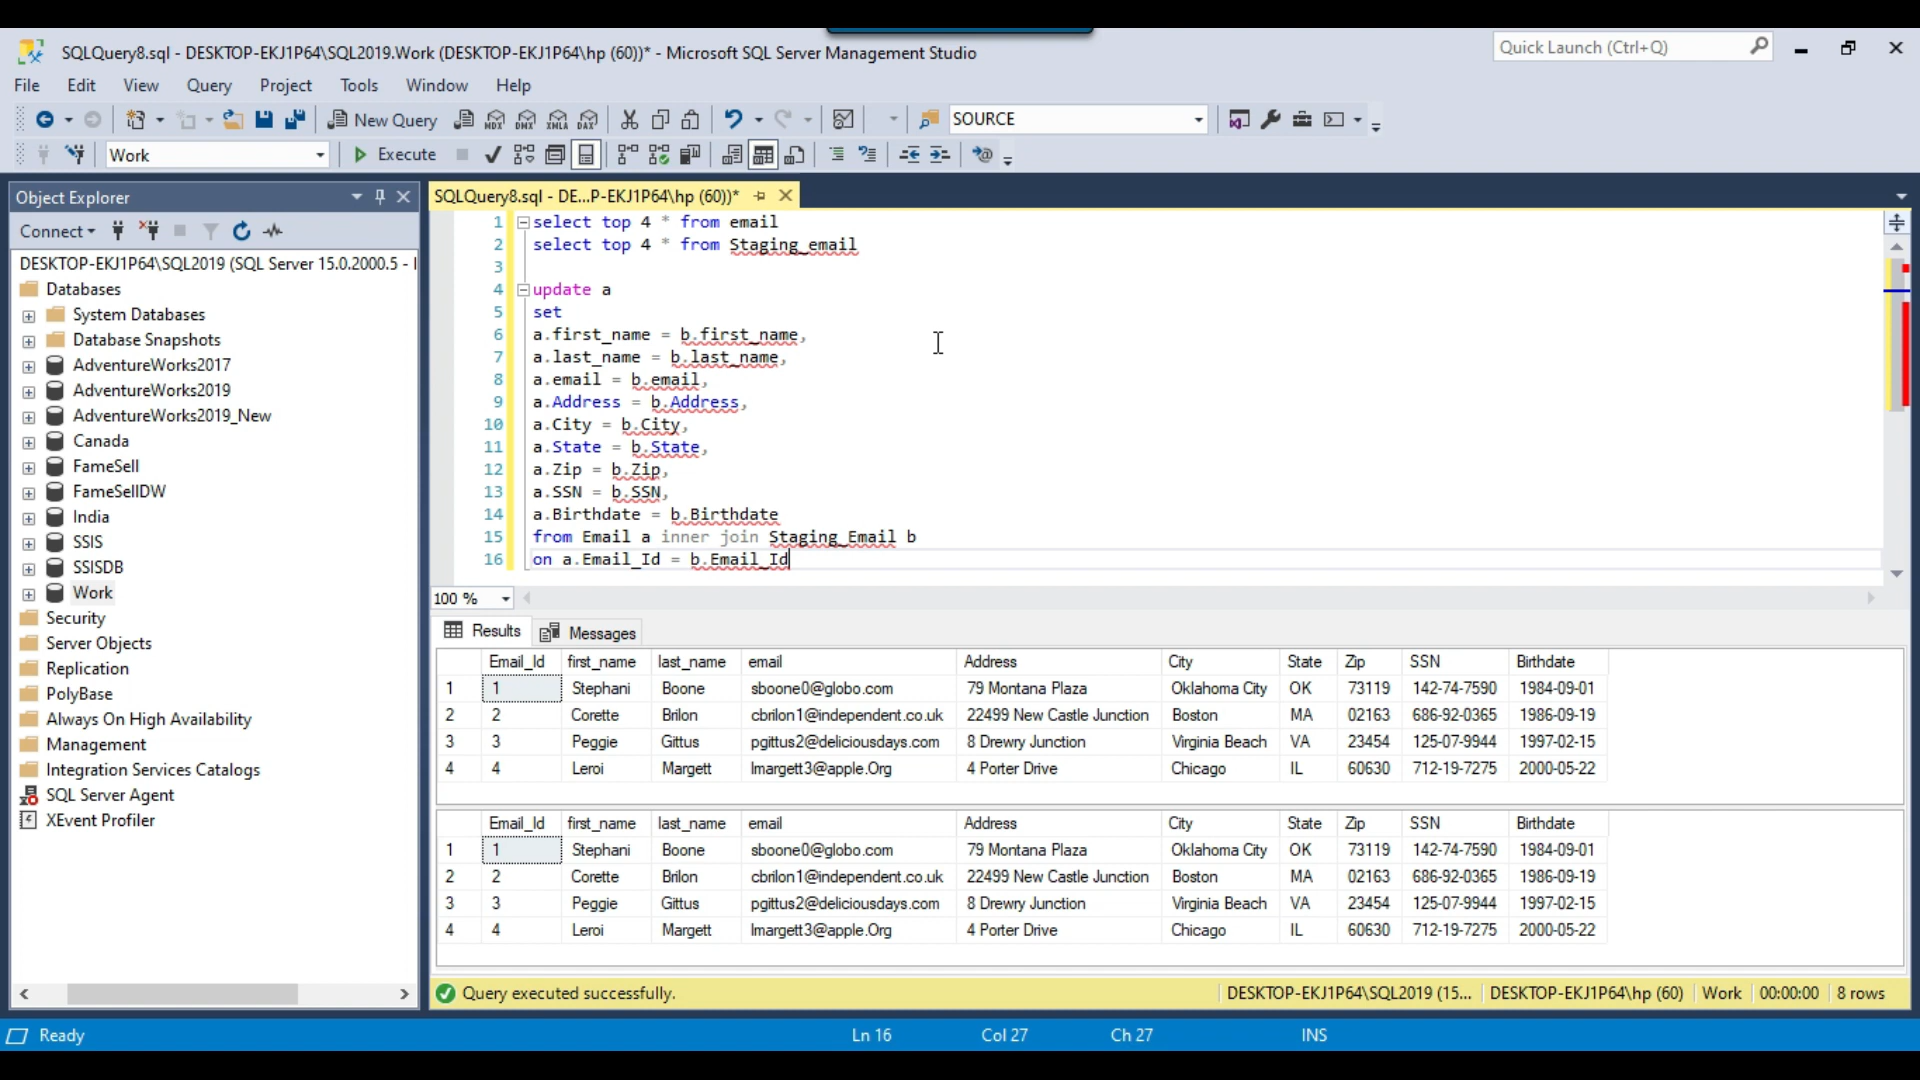 SQLQuery8.sql - DESKTOP-EKJ1P64\SQL2019.Work (DESKTOP-EKJ1P64\hp (60))* - Microsoft SQL Server Management Studio
Quick Launch (Ctrl+Q)
File Edit View Query Project Tools Window Help
New Query MDX DMX XMLA DAX SOURCE
Work Execute
Object Explorer
Connect
DESKTOP-EKJ1P64\SQL2019 (SQL Server 15.0.2000.5 -
Databases
System Databases
Database Snapshots
AdventureWorks2017
AdventureWorks2019
AdventureWorks2019_New
Canada
FameSell
FameSellDW
India
SSIS
SSISDB
Work
Security
Server Objects
Replication
PolyBase
Always On High Availability
Management
Integration Services Catalogs
SQL Server Agent
XEvent Profiler
SQLQuery8.sql - DE...P-EKJ1P64\hp (60))*
1 select top 4 * from email
2 select top 4 * from Staging_email
3
4 update a
5 set
6 a.first_name = b.first_name,
7 a.last_name = b.last_name,
8 a.email = b.email,
9 a.Address = b.Address,
10 a.City = b.City,
11 a.State = b.State,
12 a.Zip = b.Zip,
13 a.SSN = b.SSN,
14 a.Birthdate = b.Birthdate
15 from Email a inner join Staging_Email b
16 on a.Email_Id = b.Email_Id
100 %
Results Messages
Email_Id first_name last_name email Address City State Zip SSN Birthdate
1 1 Stephani Boone sboone0@globo.com 79 Montana Plaza Oklahoma City OK 73119 142-74-7590 1984-09-01
2 2 Corette Brilon cbrilon1@independent.co.uk 22499 New Castle Junction Boston MA 02163 686-92-0365 1986-09-19
3 3 Peggie Gittus pgittus2@deliciousdays.com 8 Drewry Junction Virginia Beach VA 23454 125-07-9944 1997-02-15
4 4 Leroi Margett lmargett3@apple.Org 4 Porter Drive Chicago IL 60630 712-19-7275 2000-05-22
Email_Id first_name last_name email Address City State Zip SSN Birthdate
1 1 Stephani Boone sboone0@globo.com 79 Montana Plaza Oklahoma City OK 73119 142-74-7590 1984-09-01
2 2 Corette Brilon cbrilon1@independent.co.uk 22499 New Castle Junction Boston MA 02163 686-92-0365 1986-09-19
3 3 Peggie Gittus pgittus2@deliciousdays.com 8 Drewry Junction Virginia Beach VA 23454 125-07-9944 1997-02-15
4 4 Leroi Margett lmargett3@apple.Org 4 Porter Drive Chicago IL 60630 712-19-7275 2000-05-22
Query executed successfully. DESKTOP-EKJ1P64\SQL2019 (15... DESKTOP-EKJ1P64\hp (60) Work 00:00:00 8 rows
Ready Ln 16 Col 27 Ch 27 INS